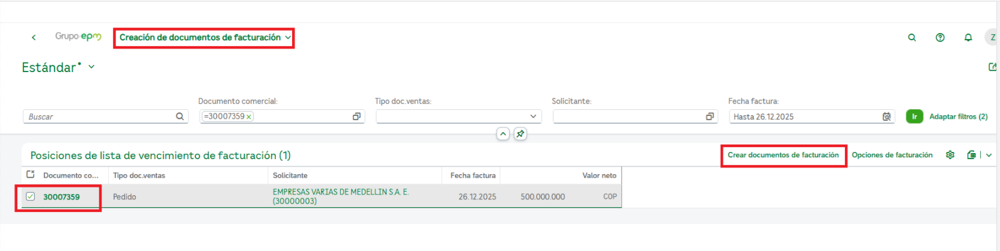 Grupo·epm
Creación de documentos de facturación
Z
Estándar*
Documento comercial:
Tipo doc.ventas:
Solicitante:
Fecha factura:
Buscar
=30007359
Hasta 26.12.2025
Ir
Adaptar filtros (2)
Posiciones de lista de vencimiento de facturación (1)
Crear documentos de facturación
Opciones de facturación
Documento co...
Tipo doc.ventas
Solicitante
Fecha factura
Valor neto
30007359
Pedido
EMPRESAS VARIAS DE MEDELLIN S.A. E.
(30000003)
26.12.2025
500.000.000
COP